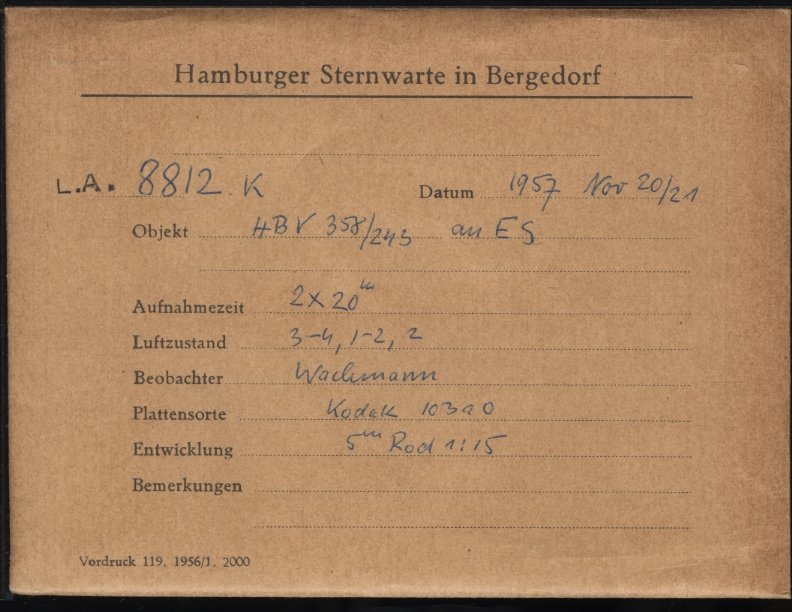 Hamburger Sternwarte in Bergedorf
L.A. 8812 K Datum 1957 Nov 20/21
Objekt HBV 358/243 an ES
Aufnahmezeit 2x20ᵐ
Luftzustand 3-4, 1-2, 2
Beobachter Wachmann
Plattensorte Kodak 103a0
Entwicklung 5ᵐ Rod 1:15
Bemerkungen
Vordruck 119. 1956/1. 2000